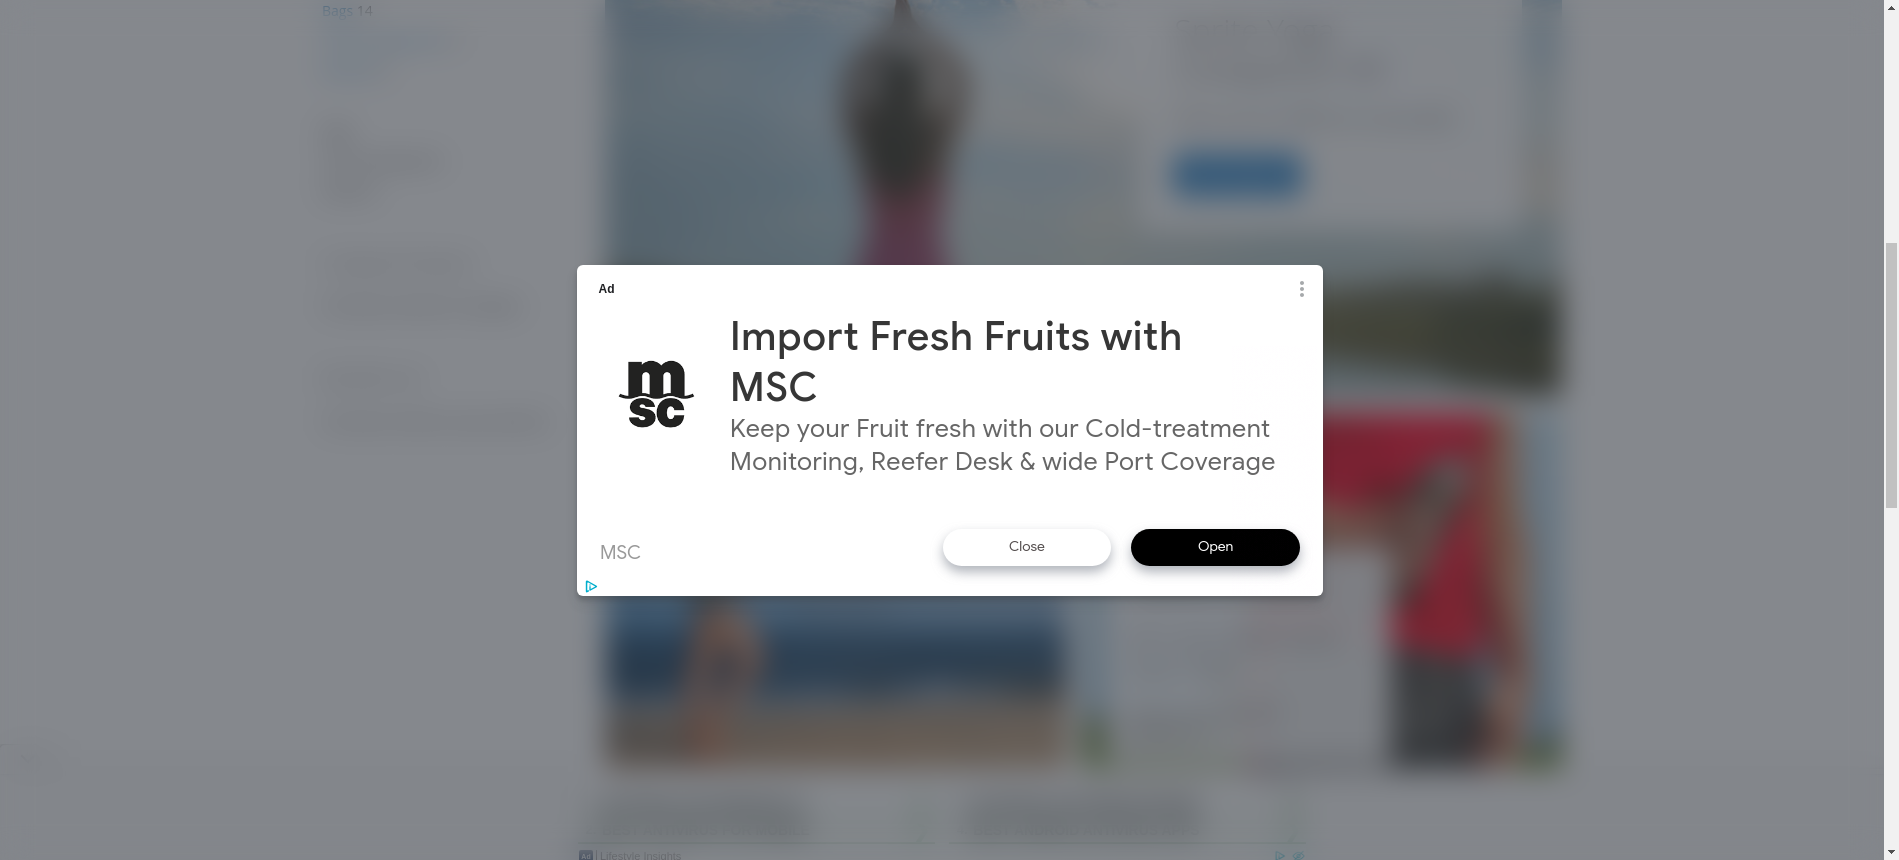 Bags 14
Ad
Import Fresh Fruits with
MSC
Keep your Fruit fresh with our Cold-treatment
Monitoring, Reefer Desk & wide Port Coverage
msc
MSC
Close
Open
Ad | Lifestyle Insights